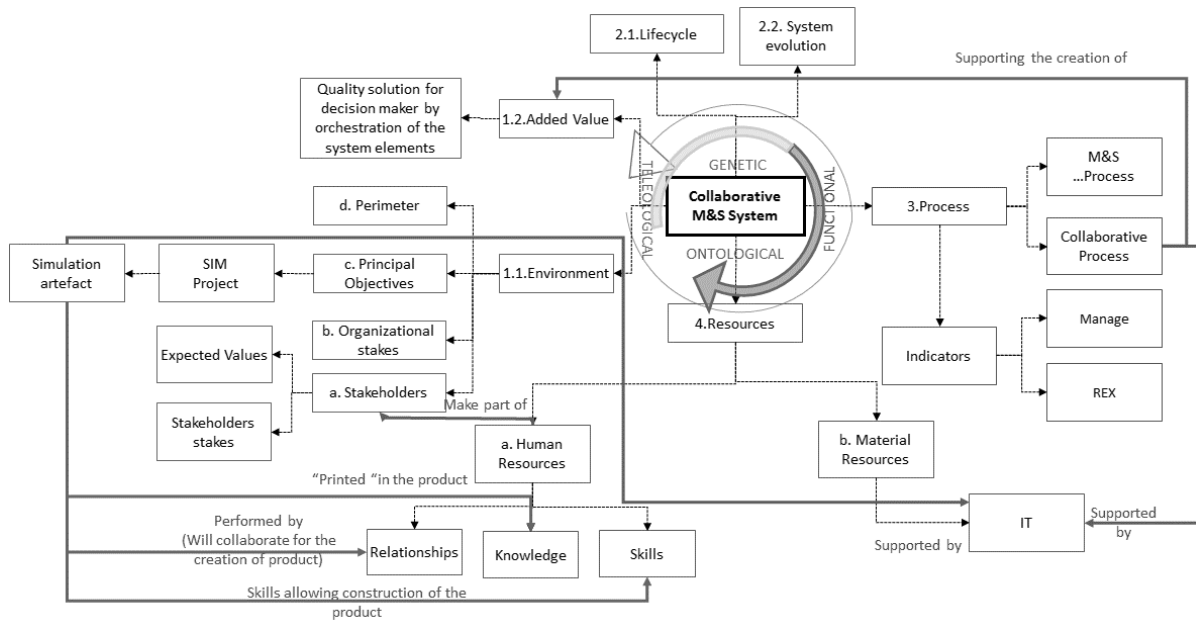 2.1.Lifecycle
2.2. System
evolution
Supporting the creation of
Quality solution for
decision maker by
orchestration of the
system elements
1.2.Added Value
TELEOLOGICAL
GENETIC
FUNCTIONAL
ONTOLOGICAL
Collaborative
M&S System
3.Process
M&S
...Process
Collaborative
Process
d. Perimeter
Simulation
artefact
SIM
Project
c. Principal
Objectives
1.1.Environment
4.Resources
b. Organizational
stakes
Expected Values
a. Stakeholders
Stakeholders
stakes
Make part of
Indicators
Manage
REX
a. Human
Resources
b. Material
Resources
“Printed “in the product
Performed by
(Will collaborate for the
creation of product)
Relationships
Knowledge
Skills
Supported by
IT
Supported
by
Skills allowing construction of the
product